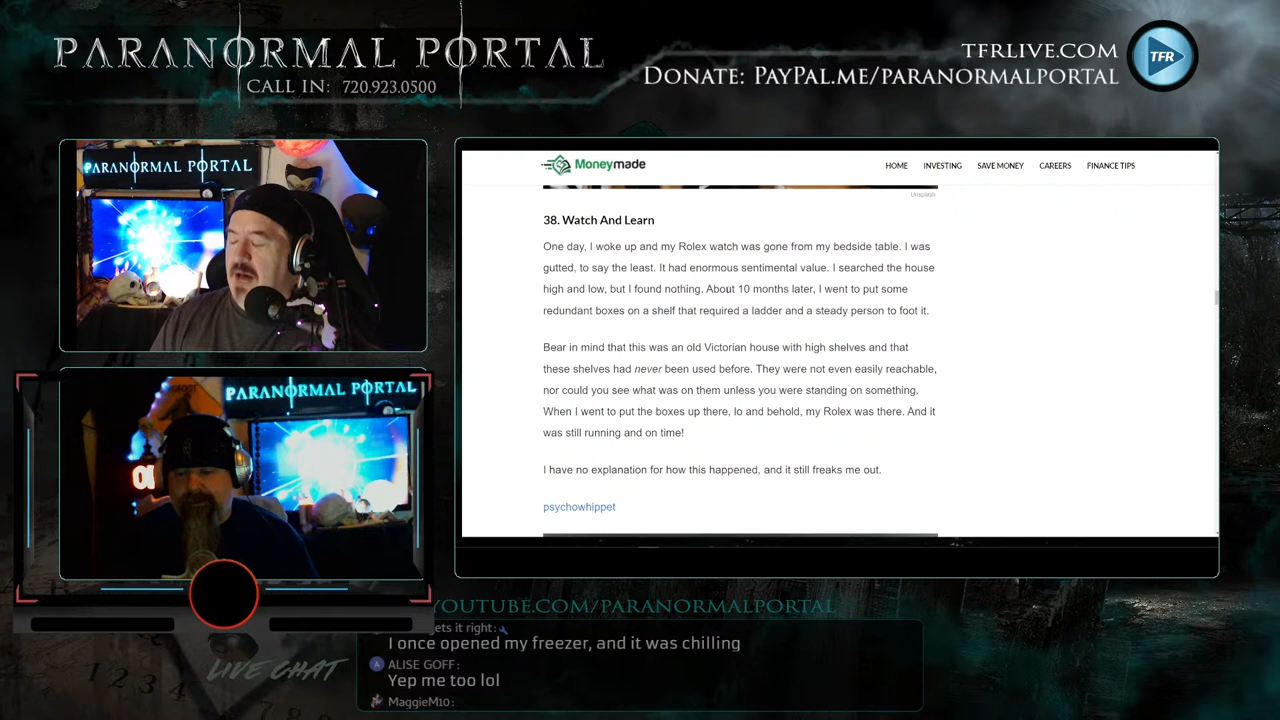 PARANORMAL PORTAL
CALL IN: 720.923.0500
TFRLIVE.COM
DONATE: PAYPAL.ME/PARANORMALPORTAL
TFR
PARANORMAL PORTAL
PARANORMAL PORTAL
Moneymade
HOME INVESTING SAVE MONEY CAREERS FINANCE TIPS
Unsplash
38. Watch And Learn
One day, I woke up and my Rolex watch was gone from my bedside table. I was
gutted, to say the least. It had enormous sentimental value. I searched the house
high and low, but I found nothing. About 10 months later, I went to put some
redundant boxes on a shelf that required a ladder and a steady person to foot it.
Bear in mind that this was an old Victorian house with high shelves and that
these shelves had never been used before. They were not even easily reachable,
nor could you see what was on them unless you were standing on something.
When I went to put the boxes up there, lo and behold, my Rolex was there. And it
was still running and on time!
I have no explanation for how this happened, and it still freaks me out.
psychowhippet
YOUTUBE.COM/PARANORMALPORTAL
LIVE CHAT
gets it right:
I once opened my freezer, and it was chilling
A ALISE GOFF:
Yep me too lol
MaggieM10:
1 2 3 4